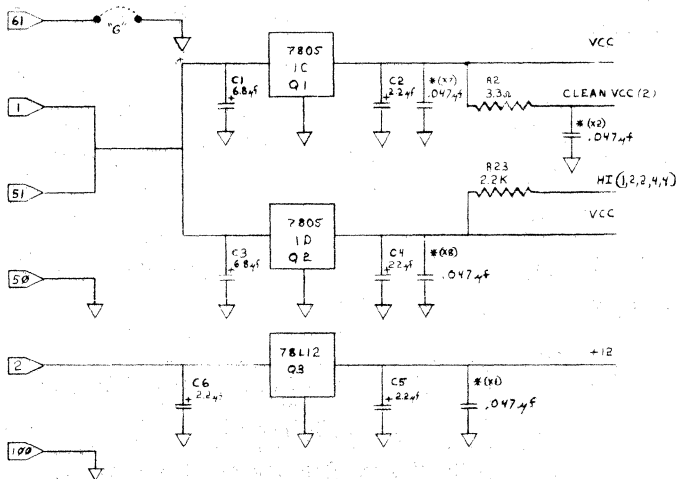 61
"G"
7805
1C
Q1
C1
6.8µf
C2
2.2µf
*(x7)
.047µf
VCC
R2
3.3Ω
CLEAN VCC (2)
*(x2)
.047µf
1
51
R23
2.2K
HI(1,2,2,4,4)
VCC
7805
1D
Q2
C3
6.8µf
C4
22µf
*(x8)
.047µf
50
2
78L12
Q3
C6
2.2µf
C5
2.2µf
*(x1)
.047µf
+12
100